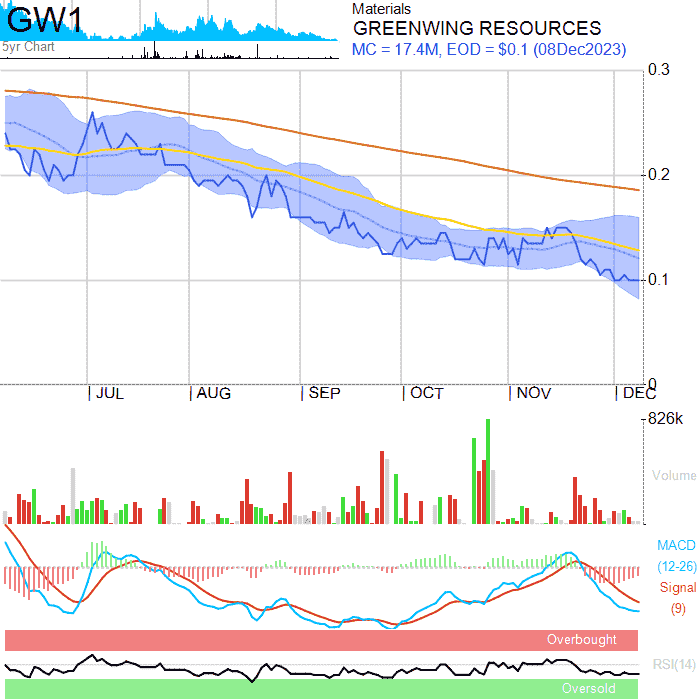 GW1
5yr Chart
Materials
GREENWING RESOURCES
MC = 17.4M, EOD = $0.1 (08Dec2023)
0.3
0.2
0.1
0
JUL AUG SEP OCT NOV DEC
826k
Volume
MACD
(12-26)
Signal
(9)
Overbought
RSI(14)
Oversold